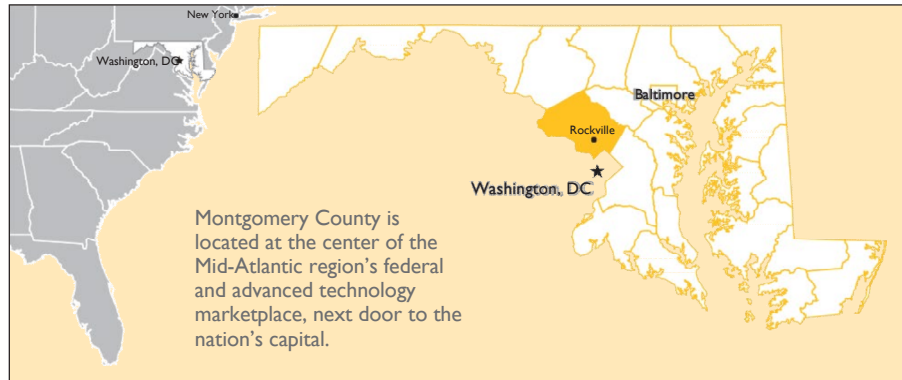 New York
Washington, DC
Baltimore
Rockville
Washington, DC
Montgomery County is
located at the center of the
Mid-Atlantic region's federal
and advanced technology
marketplace, next door to the
nation's capital.